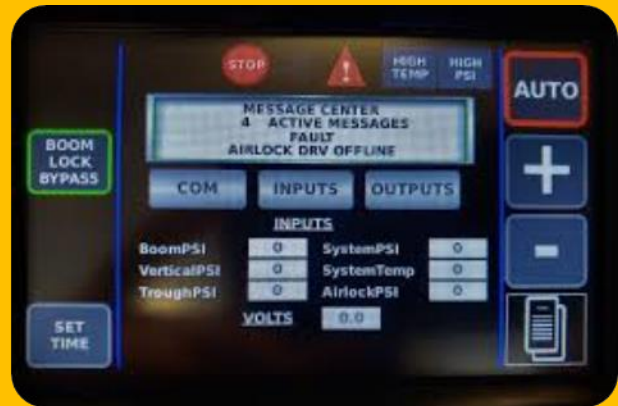 STOP
!
HIGH TEMP
HIGH PSI
AUTO
MESSAGE CENTER
4 ACTIVE MESSAGES
FAULT
AIRLOCK DRV OFFLINE
BOOM
LOCK
BYPASS
COM INPUTS OUTPUTS
+
INPUTS
BoomPSI 0 SystemPSI 0
VerticalPSI 0 SystemTemp 0
TroughPSI 0 AirlockPSI 0
-
VOLTS 0.0
SET
TIME